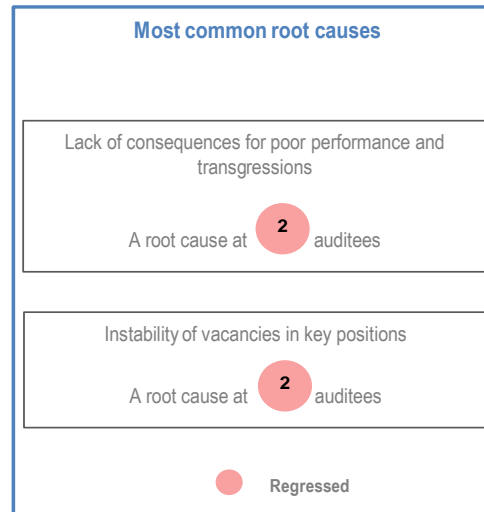 Most common root causes
Lack of consequences for poor performance and
transgressions
A root cause at 2 auditees
Instability of vacancies in key positions
A root cause at 2 auditees
Regressed